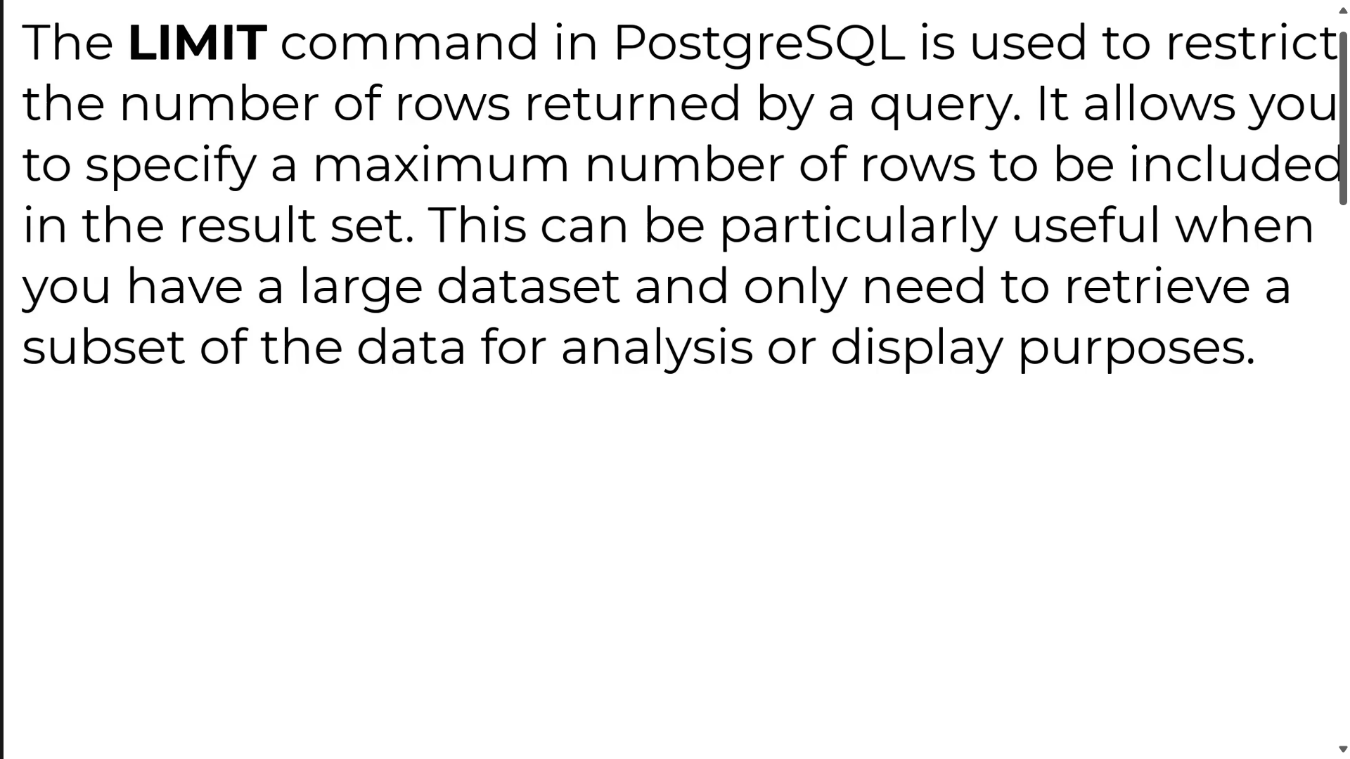 The LIMIT command in PostgreSQL is used to restrict
the number of rows returned by a query. It allows you
to specify a maximum number of rows to be included
in the result set. This can be particularly useful when
you have a large dataset and only need to retrieve a
subset of the data for analysis or display purposes.